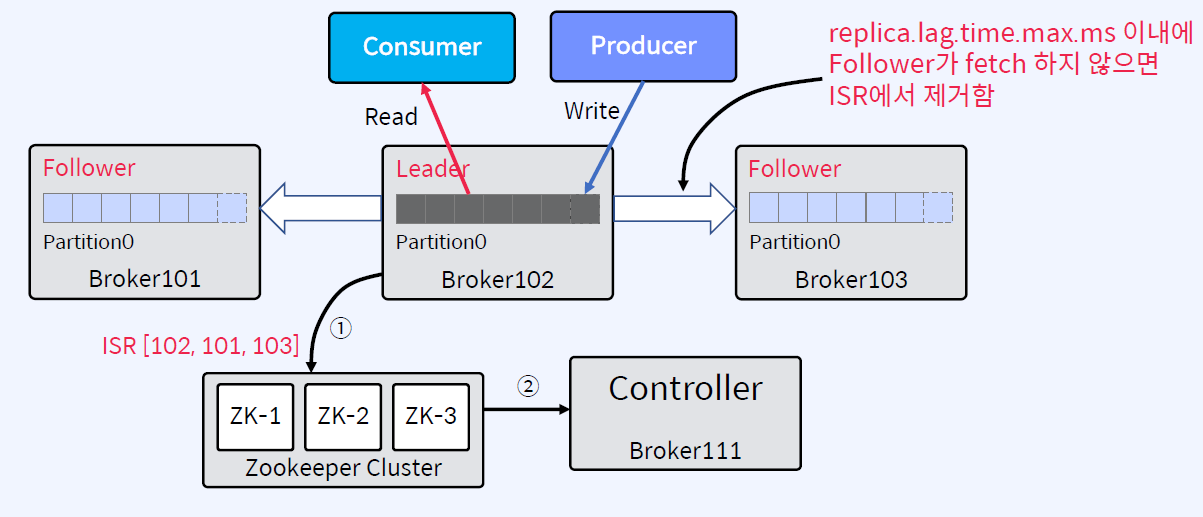 Consumer
Producer
replica.lag.time.max.ms 이내에
Follower가 fetch 하지 않으면
ISR에서 제거함
Read
Write
Follower
Leader
Follower
Partition0
Partition0
Partition0
Broker101
Broker102
Broker103
①
ISR [102, 101, 103]
②
ZK-1
ZK-2
ZK-3
Zookeeper Cluster
Controller
Broker111